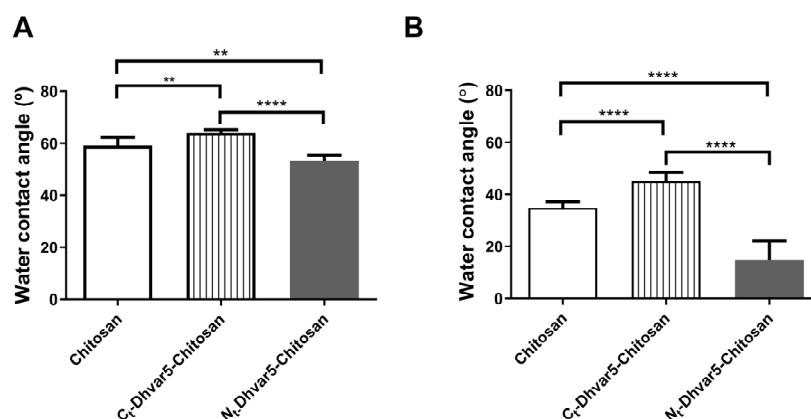 A
Water contact angle (º)
80
60
40
20
0
**
**
****
Chitosan
Ct-Dhvar5-Chitosan
Nt-Dhvar5-Chitosan
B
Water contact angle (°)
80
60
40
20
0
****
****
****
Chitosan
Ct-Dhvar5-Chitosan
Nt-Dhvar5-Chitosan